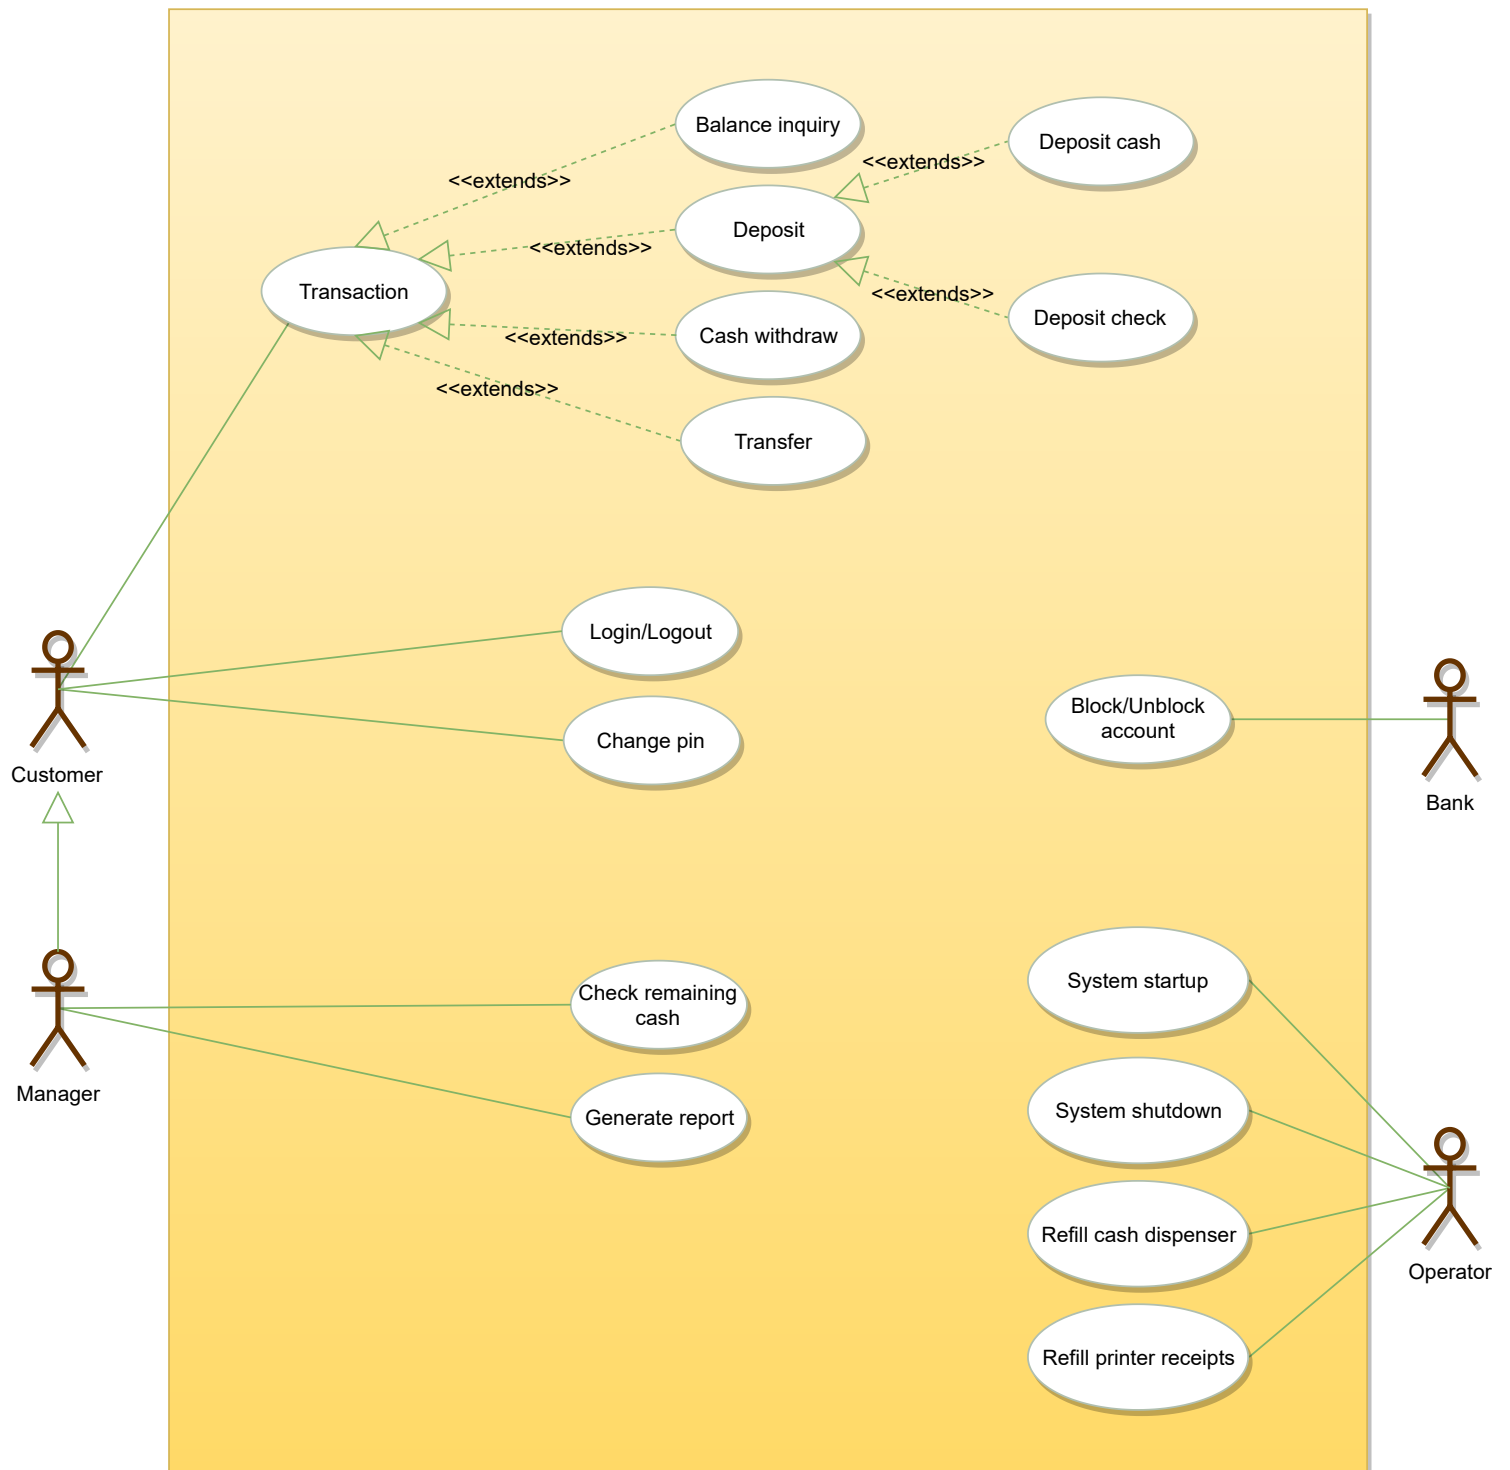 Balance inquiry
Deposit cash
<<extends>>
<<extends>>
Deposit
<<extends>>
Transaction
<<extends>>
Deposit check
<<extends>>
Cash withdraw
<<extends>>
Transfer
Login/Logout
Change pin
Block/Unblock
account
Customer
Bank
Check remaining
cash
System startup
Manager
Generate report
System shutdown
Refill cash dispenser
Operator
Refill printer receipts